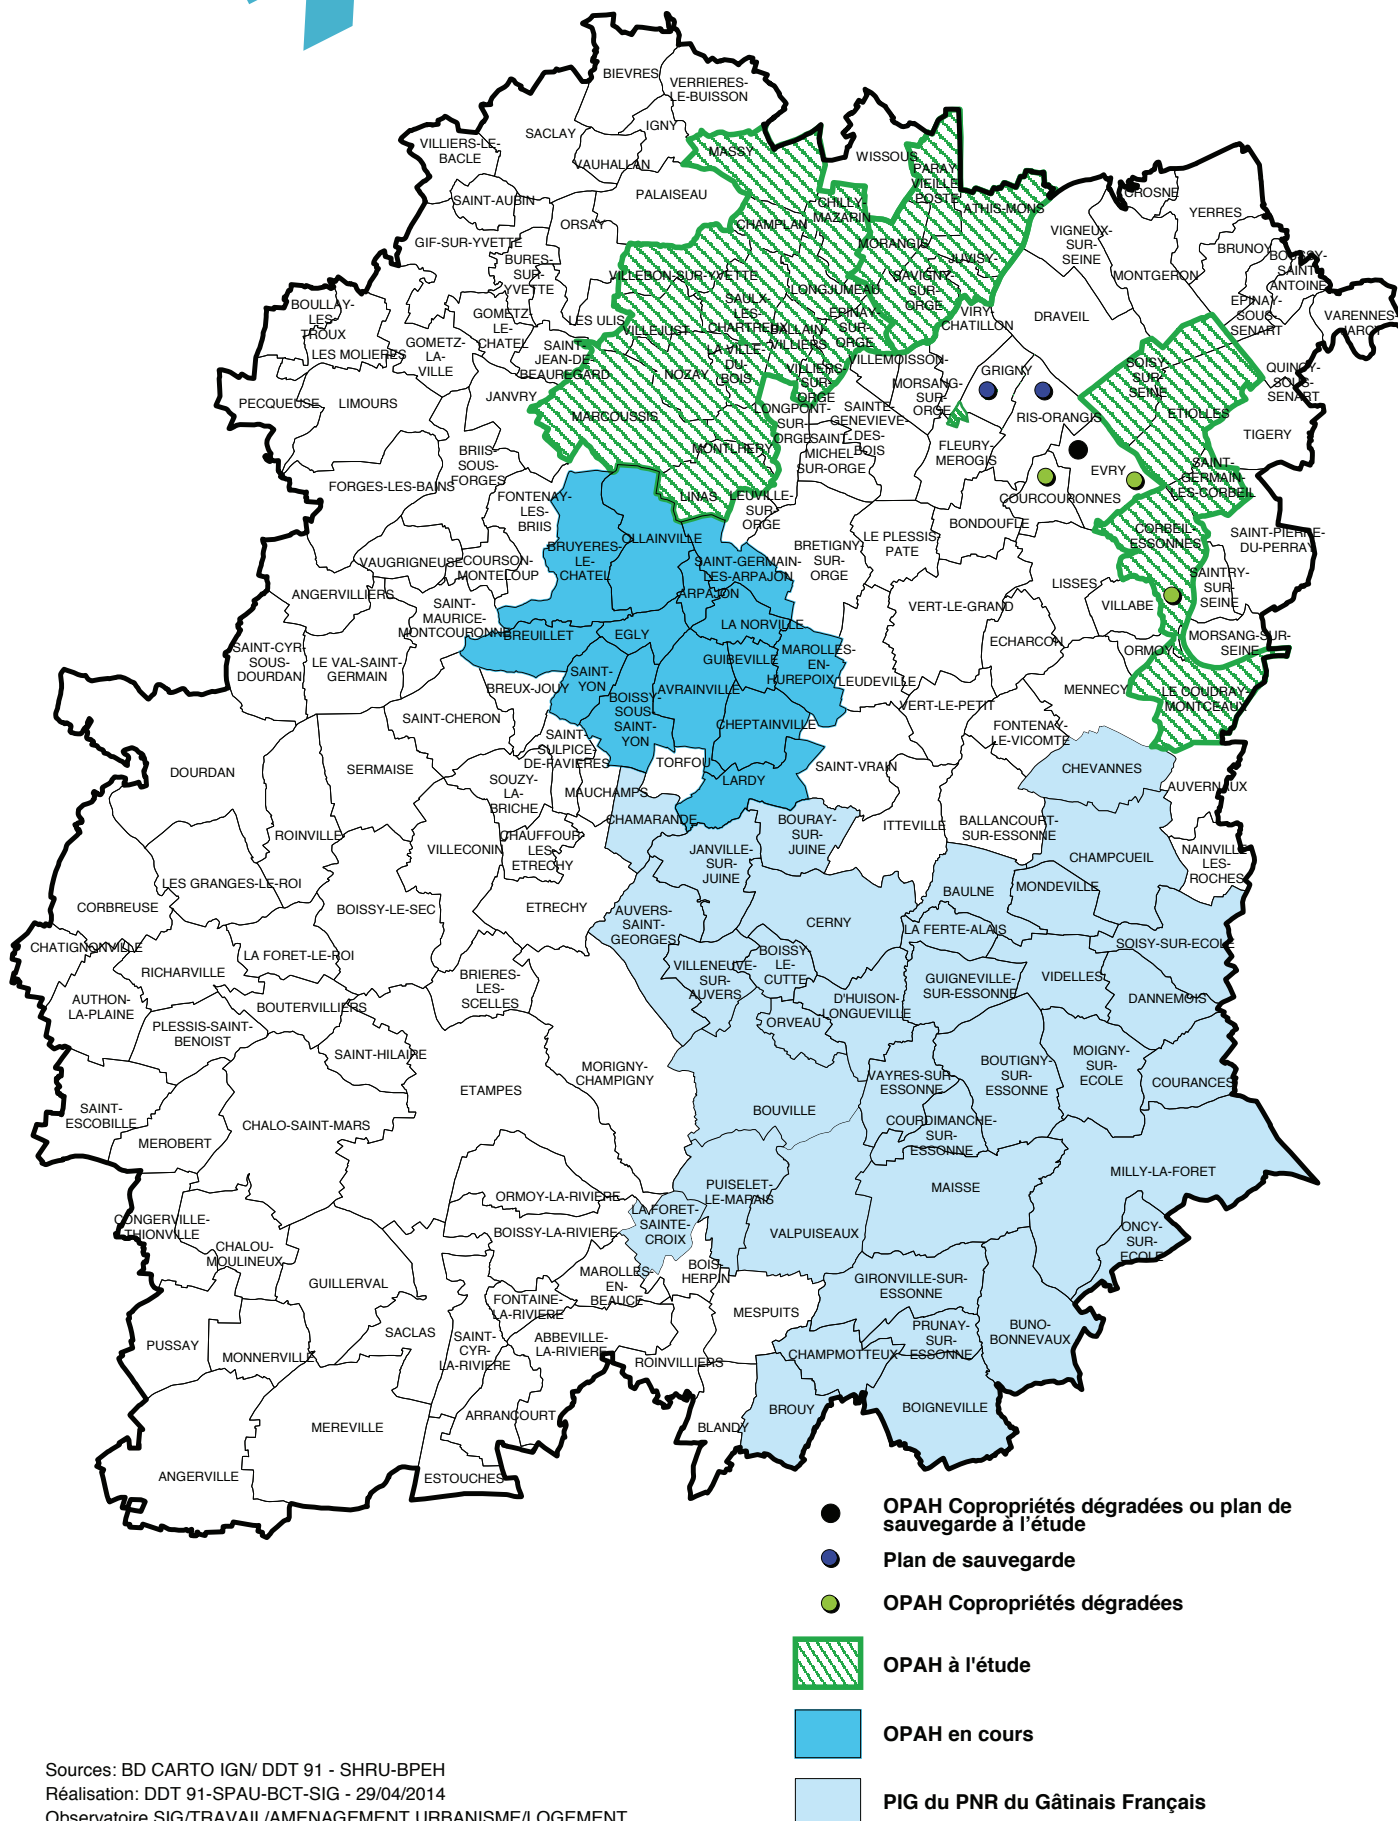 BIEVRES
VERRIERES-
LE-BUISSON
IGNY
SACLAY
VILLIERS-LE-
BACLE
VAUHALLAN
MASSY
WISSOUS
PARAY
VIEILLE
POSTE
PALAISEAU
SAINT-AUBIN
CHILLY-
MAZARIN
ATHIS-MONS
CROSNE
YERRES
ORSAY
CHAMPLAN
GIF-SUR-YVETTE
MORANGIS
VIGNEUX-
SUR-
SEINE
BRUNOY
BOUSSY-
SAINT-
ANTOINE
BURES-
SUR-
YVETTE
VILLEBON-SUR-YVETTE
JUVISY-
SAVIGNY-
SUR-
ORGE
MONTGERON
LONGJUMEAU
SAULX-
LES-
CHARTREUX
EPINAY-
SOUS-
SENART
VARENNES-
JARCY
BOULLAY-
LES-
TROUX
GOMETZ-
LE-
CHATEL
LES ULIS
VILLEJUST
BALLAIN-
VILLIERS
EPINAY-
SUR-
ORGE
VIRY-
CHATILLON
DRAVEIL
LES MOLIERES
GOMETZ-
LA-
VILLE
SAINT-
JEAN-DE-
BEAUREGARD
LA VILLE-
DU-
BOIS
NOZAY
VILLIERS-
SUR-
ORGE
VILLEMOISSON-
MORSANG-
SUR-
ORGE
GRIGNY
SOISY-
SUR-
SEINE
QUINCY-
SOUS-
SENART
PECQUEUSE
LIMOURS
JANVRY
MARCOUSSIS
LONGPONT-
SUR-
ORGE
SAINTE-
GENEVIEVE-
DES-
BOIS
RIS-ORANGIS
ETIOLLES
TIGERY
SAINT-
MICHEL
SUR-ORGE
FLEURY-
MEROGIS
MONTLHERY
BRIIS-
SOUS-
FORGES
FORGES-LES-BAINS
EVRY
SAINT-
GERMAIN-
LES-CORBEIL
FONTENAY-
LES-
BRIIS
LINAS
LEUVILLE-
SUR-
ORGE
COURCOURONNES
BONDOUFLE
CORBEIL-
ESSONNES
SAINT-PIERRE-
DU-PERRAY
OLLAINVILLE
BRUYERES-
LE-
CHATEL
BRETIGNY-
SUR-
ORGE
LE PLESSIS-
PATE
VAUGRIGNEUSE
COURSON-
MONTELOUP
SAINT-GERMAIN-
LES-ARPAJON
ARPAJON
LISSES
SAINTRY-
SUR-
SEINE
ANGERVILLIERS
SAINT-
MAURICE-
MONTCOURONNE
VERT-LE-GRAND
VILLABE
BREUILLET
EGLY
LA NORVILLE
ECHARCON
MORSANG-SUR-
SEINE
ORMOY
SAINT-CYR-
SOUS-
DOURDAN
LE VAL-SAINT-
GERMAIN
GUIBEVILLE
MAROLLES-
EN-
HUREPOIX
LEUDEVILLE
MENNECY
BREUX-JOUY
SAINT-
YON
BOISSY-
SOUS-
SAINT-
YON
AVRAINVILLE
VERT-LE-PETIT
LE COUDRAY-
MONTCEAUX
SAINT-CHERON
CHEPTAINVILLE
FONTENAY-
LE-VICOMTE
SAINT-
SULPICE-
DE-FAVIERES
TORFOU
SAINT-VRAIN
CHEVANNES
DOURDAN
SERMAISE
SOUZY-
LA-
BRICHE
MAUCHAMPS
LARDY
AUVERNAUX
CHAMARANDE
BOURAY-
SUR-
JUINE
ITTEVILLE
BALLANCOURT-
SUR-ESSONNE
ROINVILLE
VILLECONIN
CHAUFFOUR-
LES-
ETRECHY
JANVILLE-
SUR-
JUINE
CHAMPCUEIL
NAINVILLE-
LES-
ROCHES
LES GRANGES-LE-ROI
BAULNE
MONDEVILLE
CORBREUSE
BOISSY-LE-SEC
ETRECHY
AUVERS-
SAINT-
GEORGES
CERNY
LA FERTE-ALAIS
SOISY-SUR-ECOLE
CHATIGNONVILLE
LA FORET-LE-ROI
RICHARVILLE
BRIERES-
LES-
SCELLES
VILLENEUVE-
SUR-
AUVERS
BOISSY-
LE-
CUTTE
GUIGNEVILLE-
SUR-ESSONNE
VIDELLES
DANNEMOIS
AUTHON-
LA-PLAINE
BOUTERVILLIERS
D'HUISON-
LONGUEVILLE
ORVEAU
PLESSIS-SAINT-
BENOIST
SAINT-HILAIRE
MORIGNY-
CHAMPIGNY
VAYRES-SUR-
ESSONNE
BOUTIGNY-
SUR-
ESSONNE
MOIGNY-
SUR-
ECOLE
COURANCES
ETAMPES
SAINT-
ESCOBILLE
BOUVILLE
COURDIMANCHE-
SUR-
ESSONNE
CHALO-SAINT-MARS
MEROBERT
MILLY-LA-FORET
ORMOY-LA-RIVIERE
PUISELET-
LE-MARAIS
MAISSE
LA FORET-
SAINTE-
CROIX
CONGERVILLE-
THIONVILLE
BOISSY-LA-RIVIERE
VALPUISEAUX
ONCY-
SUR-
ECOLE
CHALOU-
MOULINEUX
GUILLERVAL
MAROLLES-
EN-
BEAUCE
BOIS-
HERPIN
GIRONVILLE-SUR-
ESSONNE
FONTAINE-
LA-RIVIERE
MESPUITS
PUSSAY
SACLAS
SAINT-
CYR-
LA-RIVIERE
ABBEVILLE-
LA-RIVIERE
PRUNAY-
SUR-
ESSONNE
BUNO-
BONNEVAUX
MONNERVILLE
ROINVILLIERS
CHAMPMOTTEUX
MEREVILLE
ARRANCOURT
BLANDY
BROUY
BOIGNEVILLE
ANGERVILLE
ESTOUCHES
OPAH Copropriétés dégradées ou plan de
sauvegarde à l'étude
Plan de sauvegarde
OPAH Copropriétés dégradées
OPAH à l'étude
OPAH en cours
PIG du PNR du Gâtinais Français
Sources: BD CARTO IGN/ DDT 91 - SHRU-BPEH
Réalisation: DDT 91-SPAU-BCT-SIG - 29/04/2014
Observatoire SIG/TRAVAIL/AMENAGEMENT URBANISME/LOGEMENT